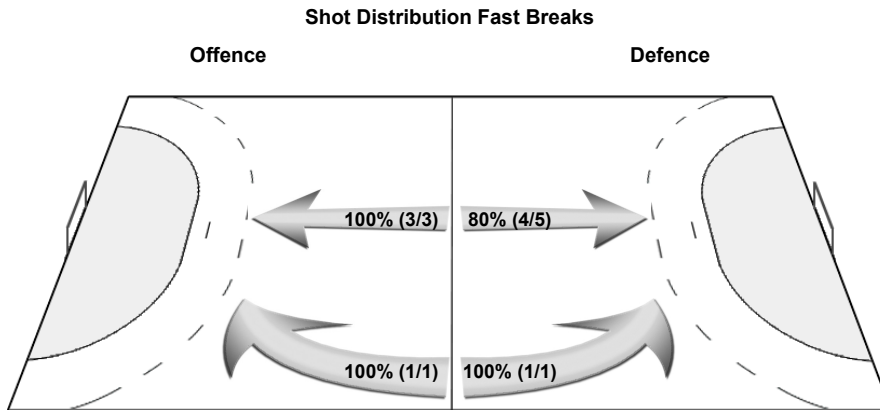 Shot Distribution Fast Breaks
Offence Defence
100% (3/3) 80% (4/5)
100% (1/1) 100% (1/1)